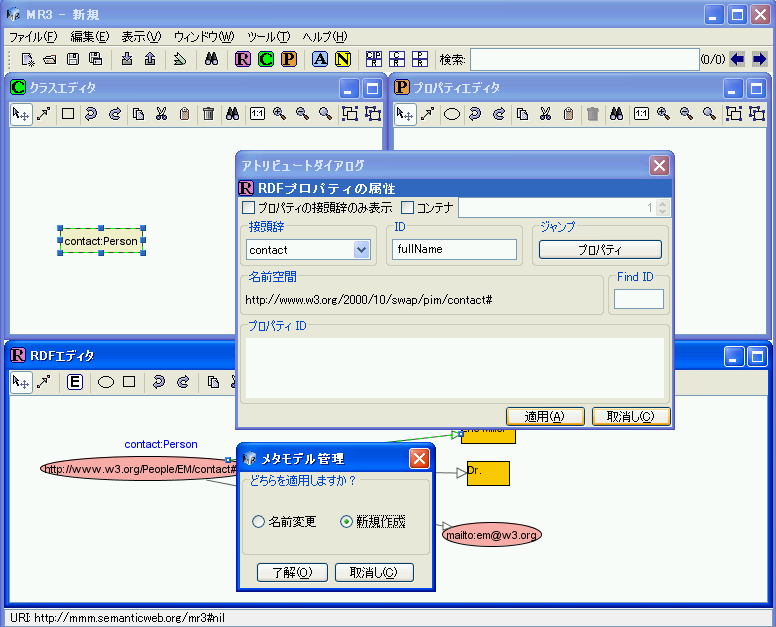 MR3 - 新規
ファイル(F) 編集(E) 表示(V) ウィンドウ(W) ツール(T) ヘルプ(H)
R C P A N C/P R C R P R 検索: (0/0)
C クラスエディタ
P プロパティエディタ
1:1
1:1
contact:Person
アトリビュートダイアログ
R RDFプロパティの属性
プロパティの接頭辞のみ表示 コンテナ 1
接頭辞 ID ジャンプ
contact fullName プロパティ
名前空間 Find ID
http://www.w3.org/2000/10/swap/pim/contact#
プロパティ ID
適用(A) 取消し(C)
R RDFエディタ
E
contact:Person
http://www.w3.org/People/EM/contact#
Dr.
mailto:em@w3.org
メタモデル管理
どちらを適用しますか?
名前変更 新規作成
了解(O) 取消し(C)
URI: http://mmm.semanticweb.org/mr3#nil